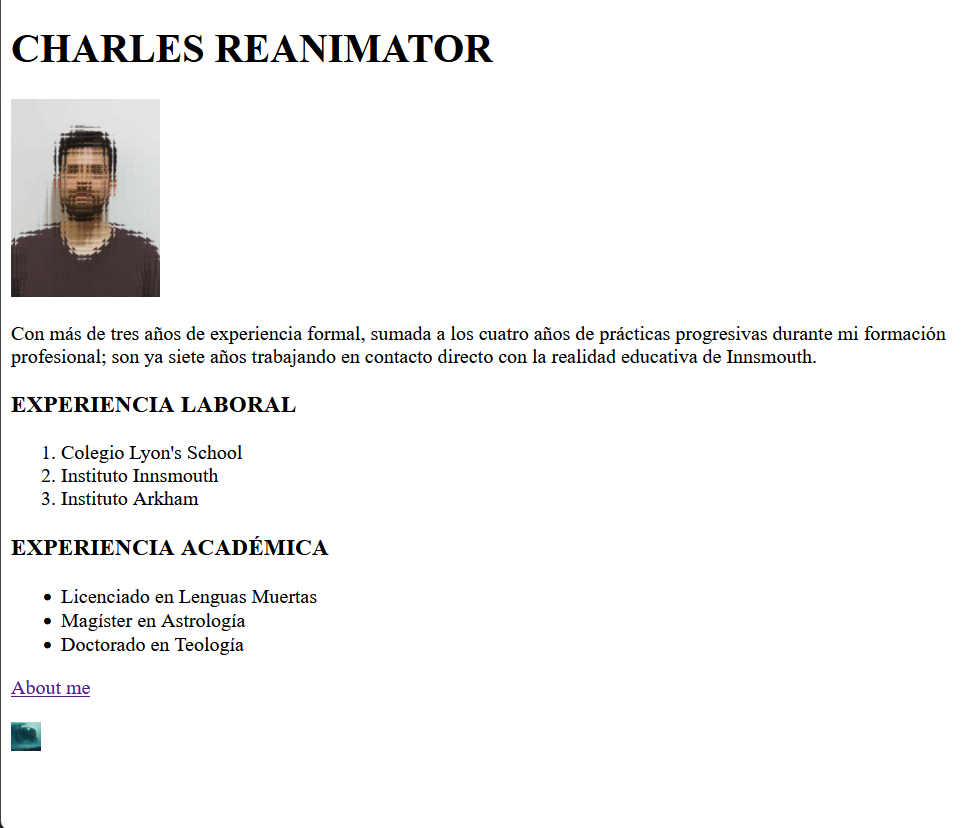 CHARLES REANIMATOR
Con más de tres años de experiencia formal, sumada a los cuatro años de prácticas progresivas durante mi formación
profesional; son ya siete años trabajando en contacto directo con la realidad educativa de Innsmouth.
EXPERIENCIA LABORAL
1. Colegio Lyon's School
2. Instituto Innsmouth
3. Instituto Arkham
EXPERIENCIA ACADÉMICA
• Licenciado en Lenguas Muertas
• Magíster en Astrología
• Doctorado en Teología
About me